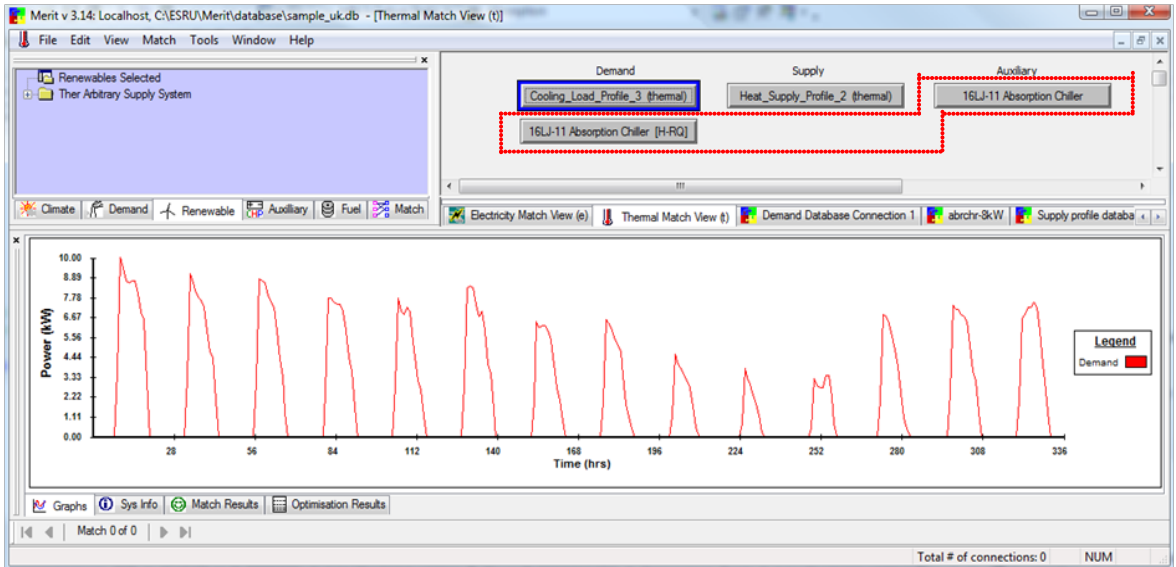 Merit v 3.14: Localhost, C:\ESRU\Merit\database\sample_uk.db - [Thermal Match View (t)]
File Edit View Match Tools Window Help
Renewables Selected
Ther Arbitrary Supply System
Demand Supply Auxiliary
Cooling_Load_Profile_3 (thermal) Heat_Supply_Profile_2 (thermal) 16LJ-11 Absorption Chiller
16LJ-11 Absorption Chiller [H-RQ]
Climate Demand Renewable Auxiliary Fuel Match
Electricity Match View (e) Thermal Match View (t) Demand Database Connection 1 abrchr-8kW Supply profile databa
10.00
8.89
7.78
6.67
5.56
4.44
3.33
2.22
1.11
0.00
Power (kW)
28 56 84 112 140 168 196 224 252 280 308 336
Time (hrs)
Legend
Demand
Graphs Sys Info Match Results Optimisation Results
Match 0 of 0
Total # of connections: 0 NUM